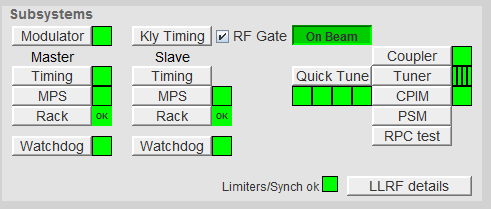 Subsystems
Modulator Kly Timing RF Gate On Beam
Master Slave Coupler
Timing Timing Quick Tune Tuner
MPS MPS CPIM
Rack OK Rack OK PSM
RPC test
Watchdog Watchdog
Limiters/Synch ok LLRF details